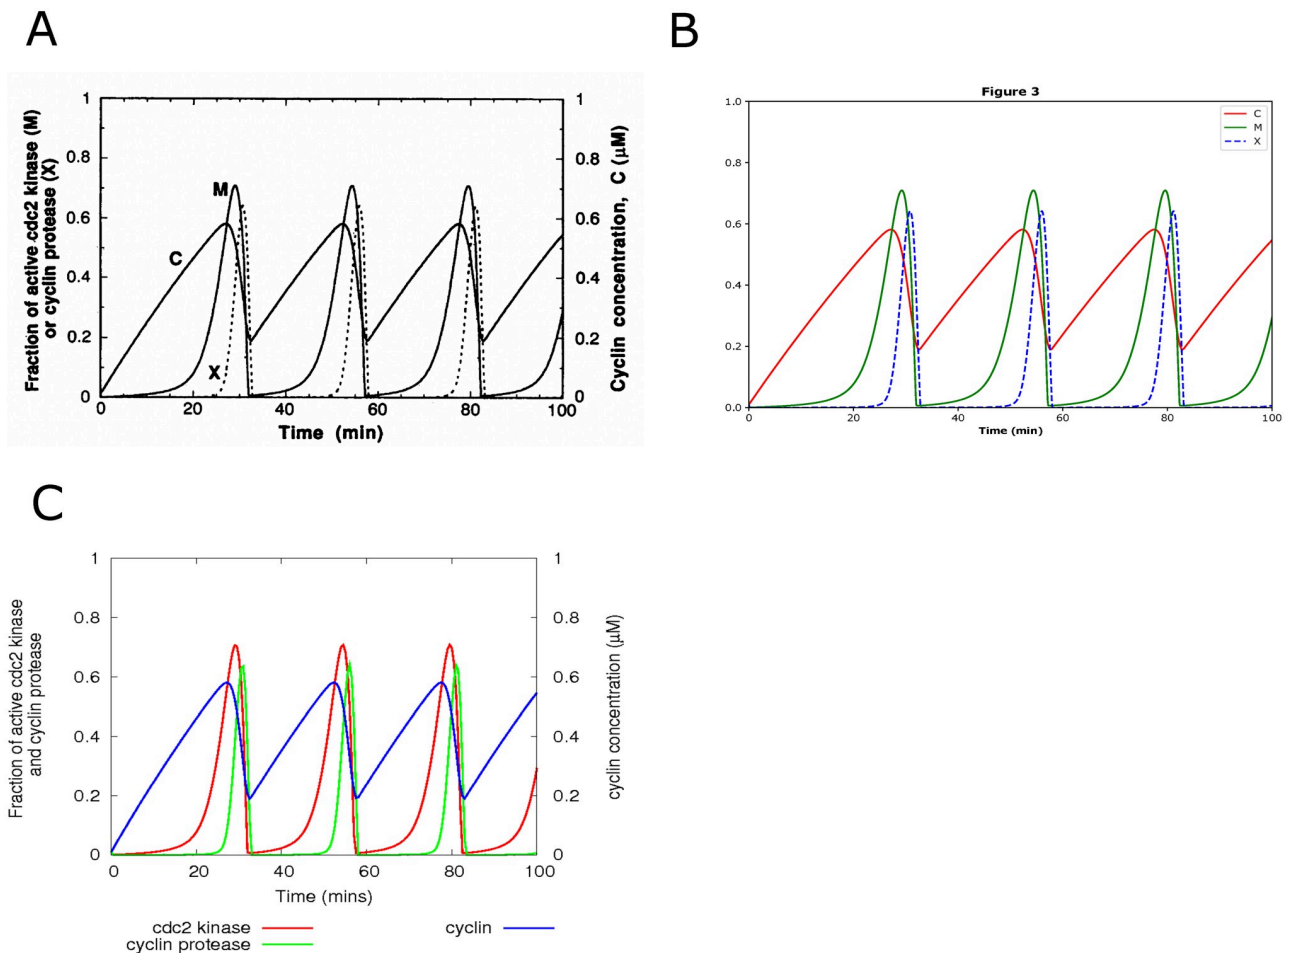 A
Fraction of active cdc2 kinase (M)
or cyclin protease (X)
1
0.8
0.6
0.4
0.2
0
M
C
X
1
0.8
0.6
0.4
0.2
0
Cyclin concentration, C (μM)
0
20
40
60
80
100
Time (min)
B
Figure 3
1.0
0.8
0.6
0.4
0.2
0.0
C
M
X
0
20
40
60
80
100
Time (min)
C
Fraction of active cdc2 kinase
and cyclin protease
1
0.8
0.6
0.4
0.2
0
1
0.8
0.6
0.4
0.2
0
cyclin concentration (μM)
0
20
40
60
80
100
Time (mins)
cdc2 kinase
cyclin protease
cyclin